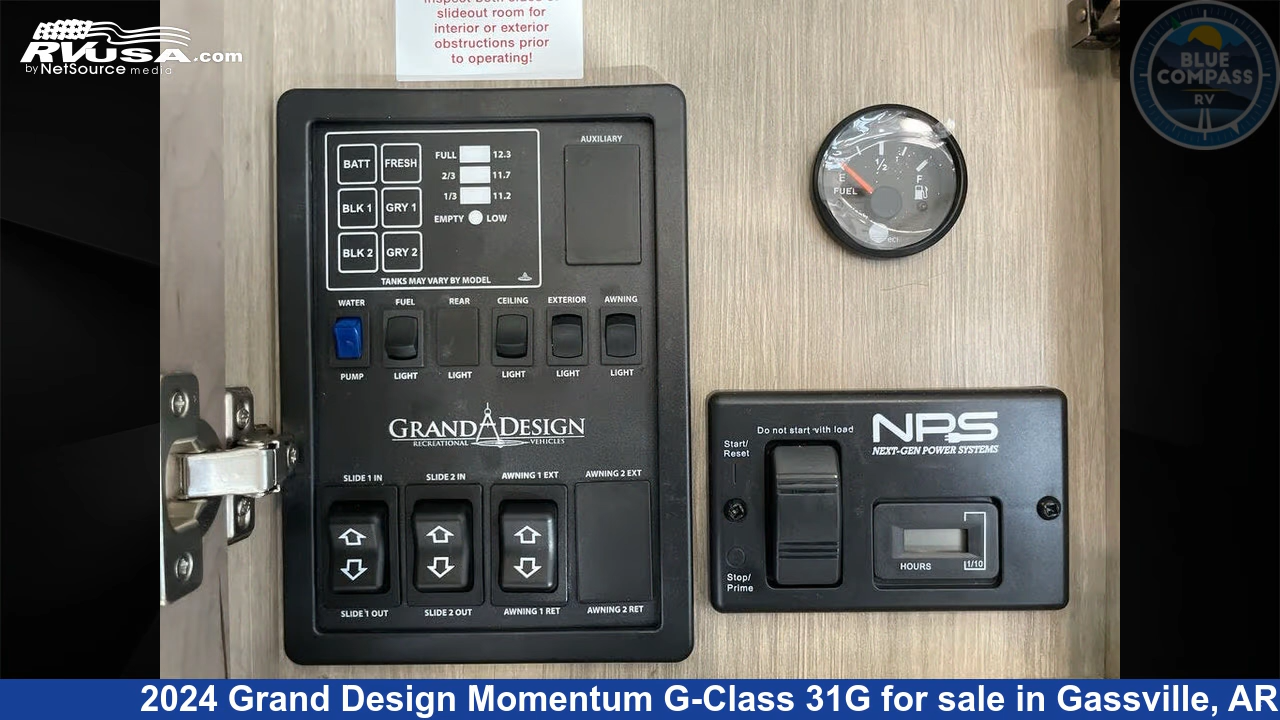 RVUSA.com
by NetSource media
slideout room for
interior or exterior
obstructions prior
to operating!
BLUE
COMPASS
RV
BATT FRESH
BLK 1 GRY 1
BLK 2 GRY 2
FULL 12.3
2/3 11.7
1/3 11.2
EMPTY LOW
TANKS MAY VARY BY MODEL
AUXILIARY
WATER FUEL REAR CEILING EXTERIOR AWNING
PUMP LIGHT LIGHT LIGHT LIGHT LIGHT
GRAND DESIGN
RECREATIONAL VEHICLES
SLIDE 1 IN SLIDE 2 IN AWNING 1 EXT AWNING 2 EXT
SLIDE 1 OUT SLIDE 2 OUT AWNING 1 RET AWNING 2 RET
1/2
E F
FUEL
Do not start with load
Start/
Reset
Stop/
Prime
NPS
NEXT-GEN POWER SYSTEMS
HOURS 1/10
2024 Grand Design Momentum G-Class 31G for sale in Gassville, AR